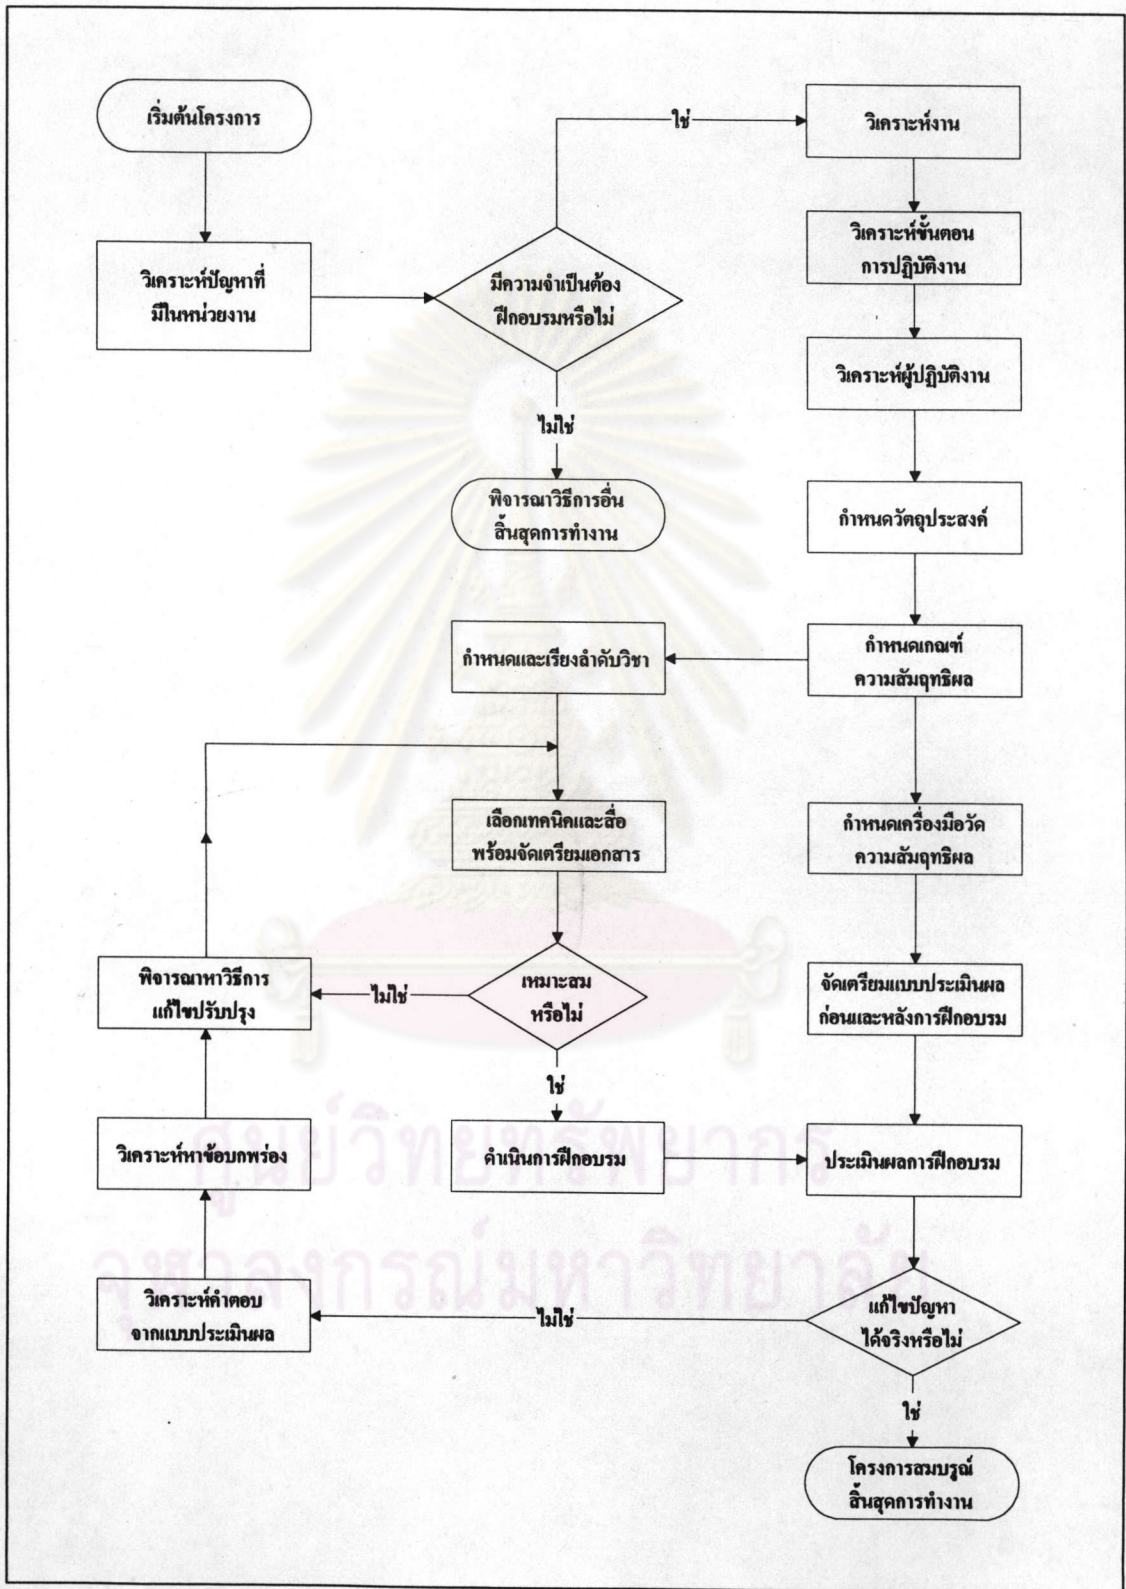 เริ่มต้นโครงการ
วิเคราะห์ปัญหาที่
มีในหน่วยงาน
มีความจำเป็นต้อง
ฝึกอบรมหรือไม่
ใช่
วิเคราะห์งาน
วิเคราะห์ขั้นตอน
การปฏิบัติงาน
วิเคราะห์ผู้ปฏิบัติงาน
ไม่ใช่
พิจารณาวิธีการอื่น
สิ้นสุดการทำงาน
กำหนดวัตถุประสงค์
กำหนดเกณฑ์
ความสัมฤทธิผล
กำหนดและเรียงลำดับวิชา
เลือกเทคนิคและสื่อ
พร้อมจัดเตรียมเอกสาร
กำหนดเครื่องมือวัด
ความสัมฤทธิผล
พิจารณาหาวิธีการ
แก้ไขปรับปรุง
ไม่ใช่
เหมาะสม
หรือไม่
จัดเตรียมแบบประเมินผล
ก่อนและหลังการฝึกอบรม
ใช่
วิเคราะห์หาข้อบกพร่อง
ดำเนินการฝึกอบรม
ประเมินผลการฝึกอบรม
วิเคราะห์คำตอบ
จากแบบประเมินผล
ไม่ใช่
แก้ไขปัญหา
ได้จริงหรือไม่
ใช่
โครงการสมบรูณ์
สิ้นสุดการทำงาน
ศูนย์วิทยทรัพยากร
จุฬาลงกรณ์มหาวิทยาลัย